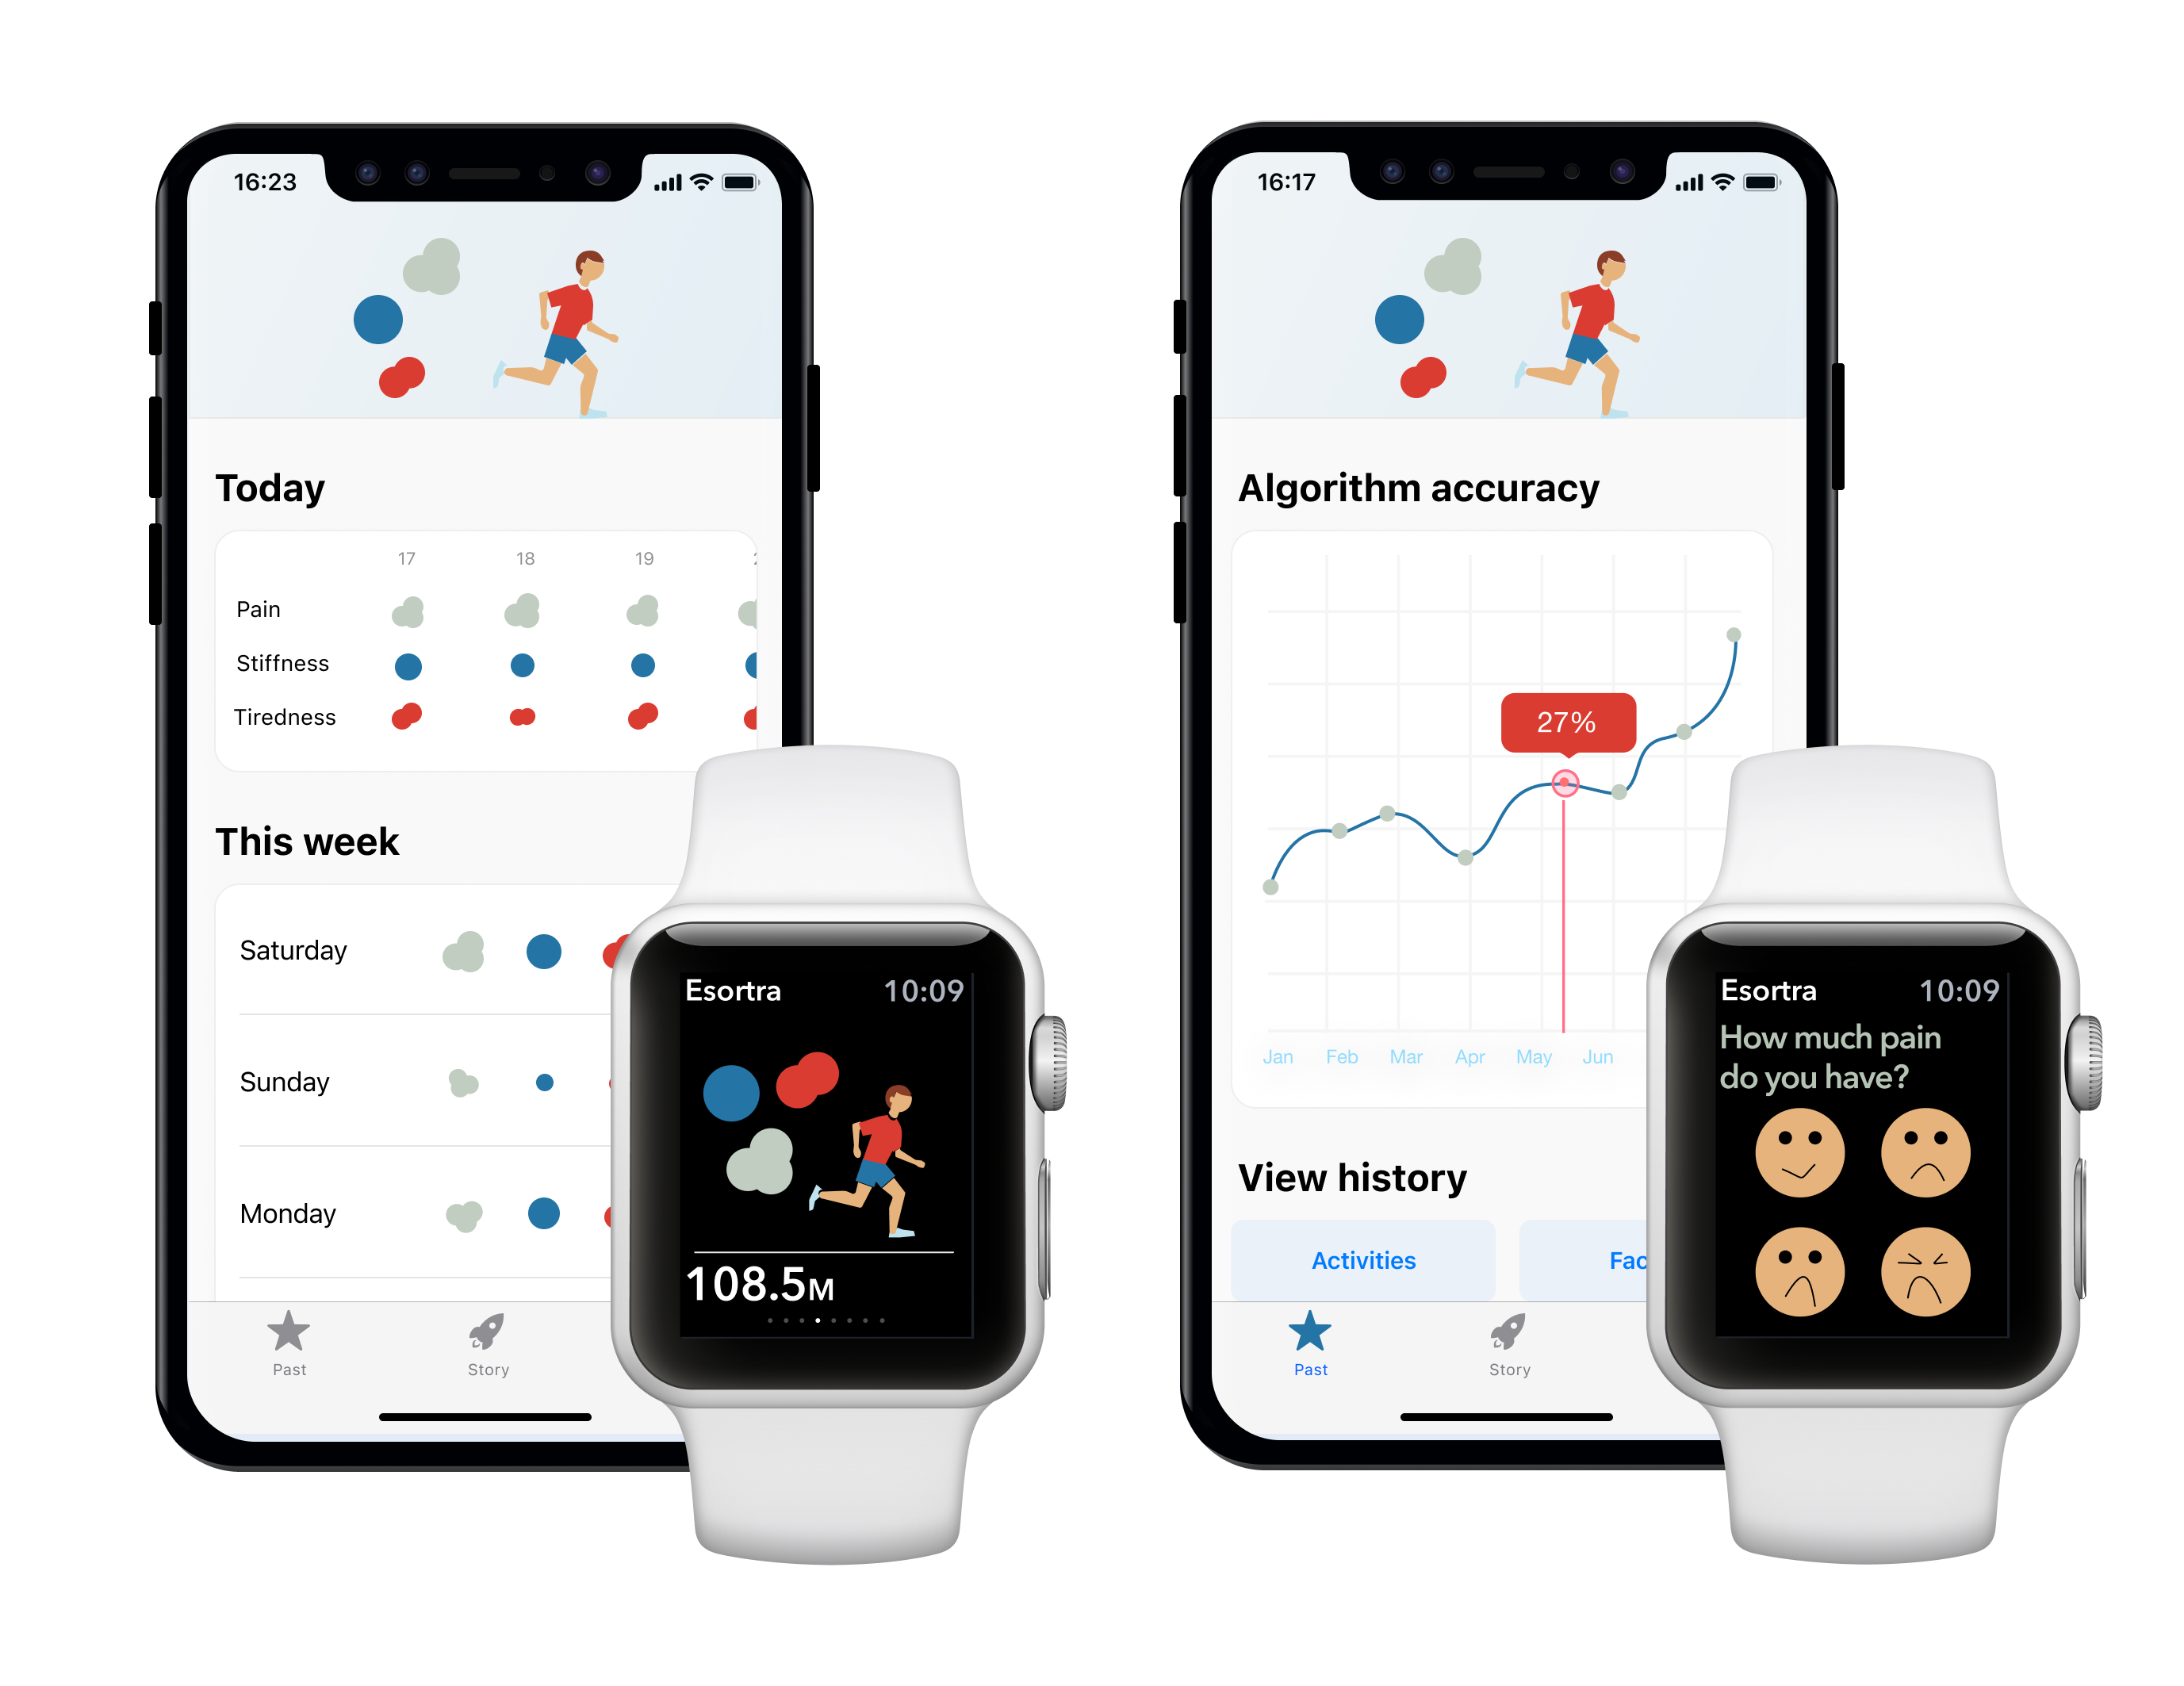 16:23
Today
17 18 19
Pain
Stiffness
Tiredness
This week
Saturday
Sunday
Monday
Past Story
Esortra 10:09
108.5M
16:17
Algorithm accuracy
27%
Jan Feb Mar Apr May Jun
View history
Activities
Past Story
Esortra 10:09
How much pain
do you have?